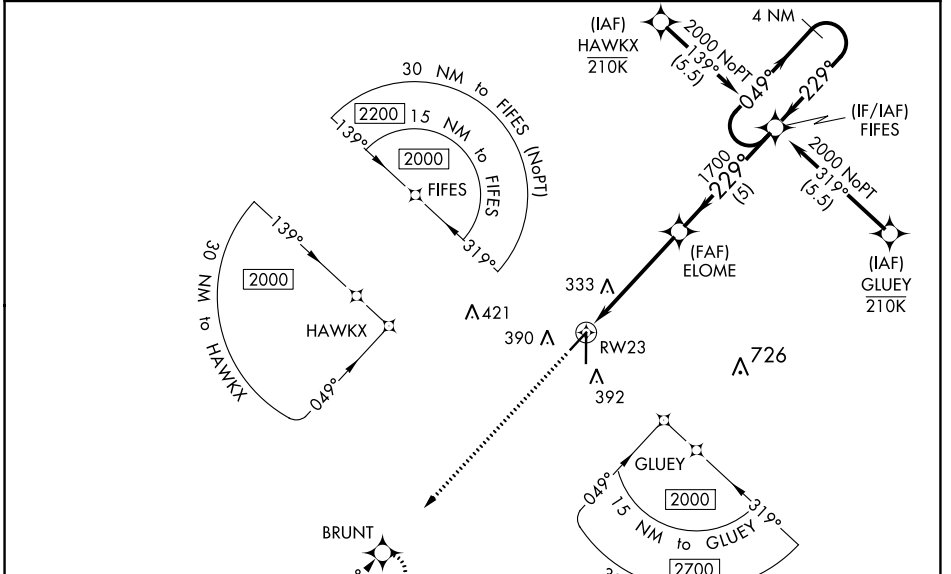 (IAF)
HAWKX
210K
2000 NoPT
139°
(5.5)
4 NM
049°
229°
(IF/IAF)
FIFES
30 NM to FIFES (NoPT)
2200
15 NM to FIFES
139°
2000
FIFES
319°
1700
229°
(5)
2000 NoPT
319°
(5.5)
(IAF)
GLUEY
210K
(FAF)
ELOME
139°
2000
30 NM to HAWKX
HAWKX
049°
333
421
390
RW23
392
726
GLUEY
049°
2000
319°
15 NM to GLUEY
2700
BRUNT